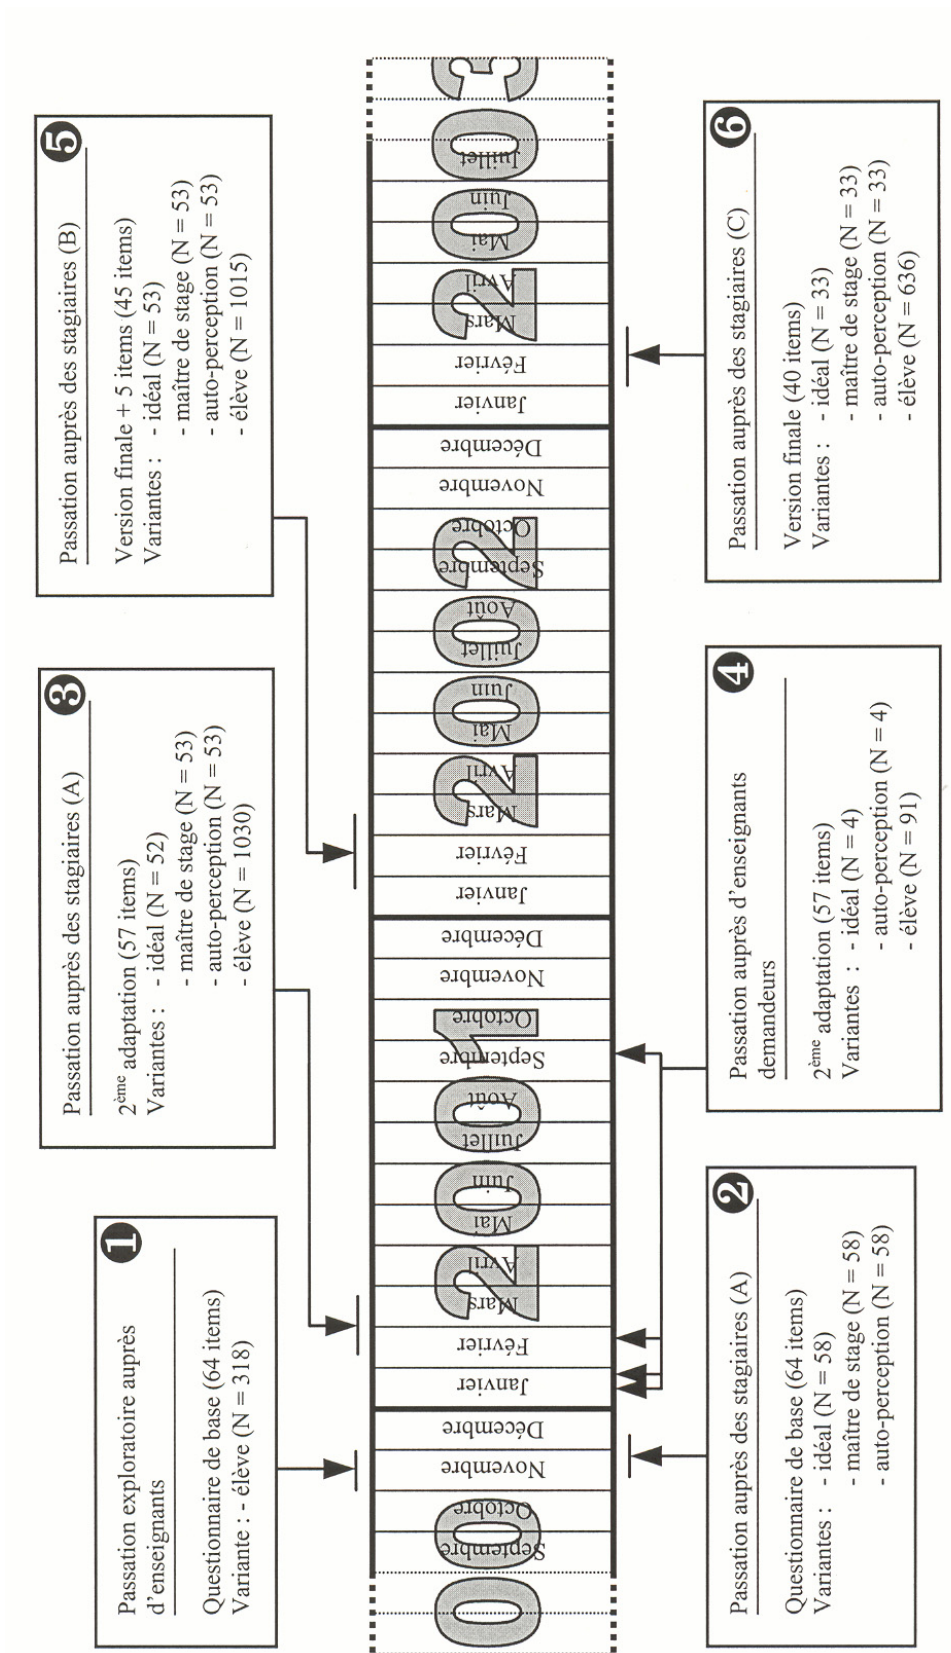 1
Passation exploratoire auprès
d'enseignants
Questionnaire de base (64 items)
Variante : - élève (N = 318)
3
Passation auprès des stagiaires (A)
2ème adaptation (57 items)
Variantes : - idéal (N = 52)
- maître de stage (N = 53)
- auto-perception (N = 53)
- élève (N = 1030)
5
Passation auprès des stagiaires (B)
Version finale + 5 items (45 items)
Variantes : - idéal (N = 53)
- maître de stage (N = 53)
- auto-perception (N = 53)
- élève (N = 1015)
00
Septembre
Octobre
Novembre
Décembre
2001
Janvier
Février
Mars
Avril
Mai
Juin
Juillet
Août
Septembre
Octobre
Novembre
Décembre
2002
Janvier
Février
Mars
Avril
Mai
Juin
Juillet
Août
Septembre
Octobre
Novembre
Décembre
2003
Janvier
Février
Mars
Avril
Mai
Juin
Juillet
2
Passation auprès des stagiaires (A)
Questionnaire de base (64 items)
Variantes : - idéal (N = 58)
- maître de stage (N = 58)
- auto-perception (N = 58)
4
Passation auprès d'enseignants
demandeurs
2ème adaptation (57 items)
Variantes : - idéal (N = 4)
- auto-perception (N = 4)
- élève (N = 91)
6
Passation auprès des stagiaires (C)
Version finale (40 items)
Variantes : - idéal (N = 33)
- maître de stage (N = 33)
- auto-perception (N = 33)
- élève (N = 636)